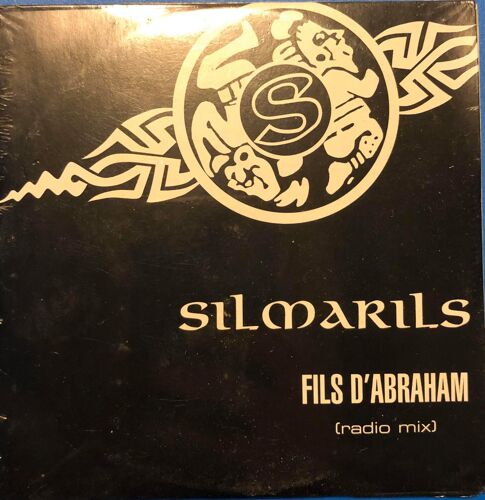 S
SILMARILS
FILS D'ABRAHAM
(radio mix)